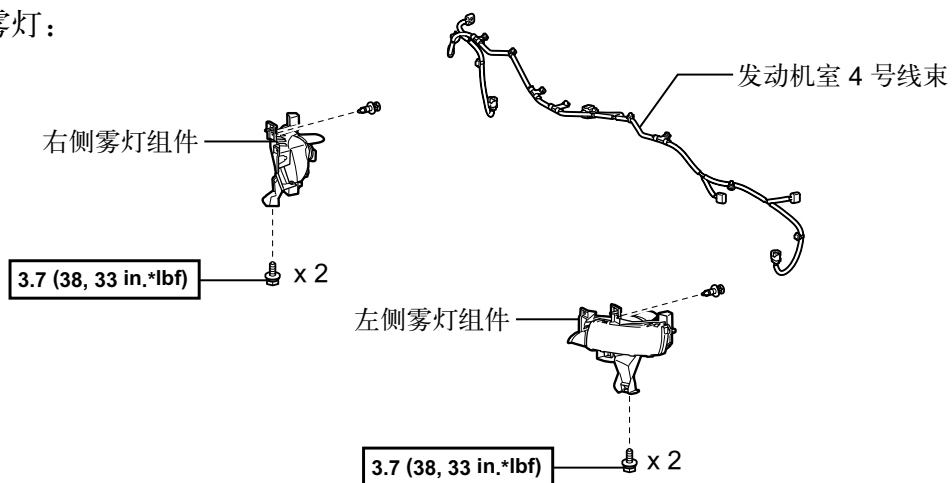 雾灯：
发动机室 4 号线束
右侧雾灯组件
3.7 (38, 33 in.*lbf)
x 2
左侧雾灯组件
3.7 (38, 33 in.*lbf)
x 2